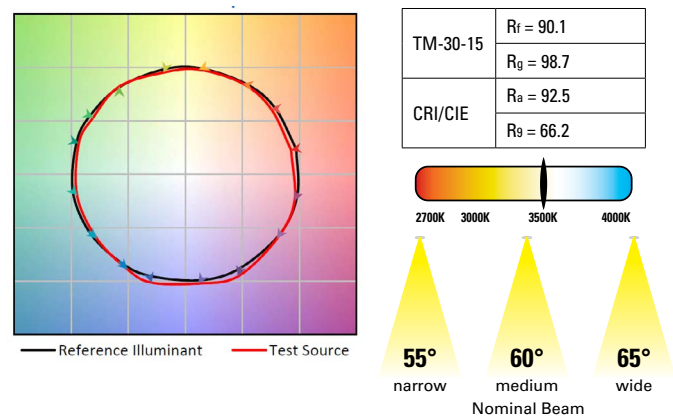 Reference Illuminant
Test Source
TM-30-15
Rf = 90.1
Rg = 98.7
CRI/CIE
Ra = 92.5
R9 = 66.2
2700K 3000K 3500K 4000K
55° 60° 65°
narrow medium wide
Nominal Beam